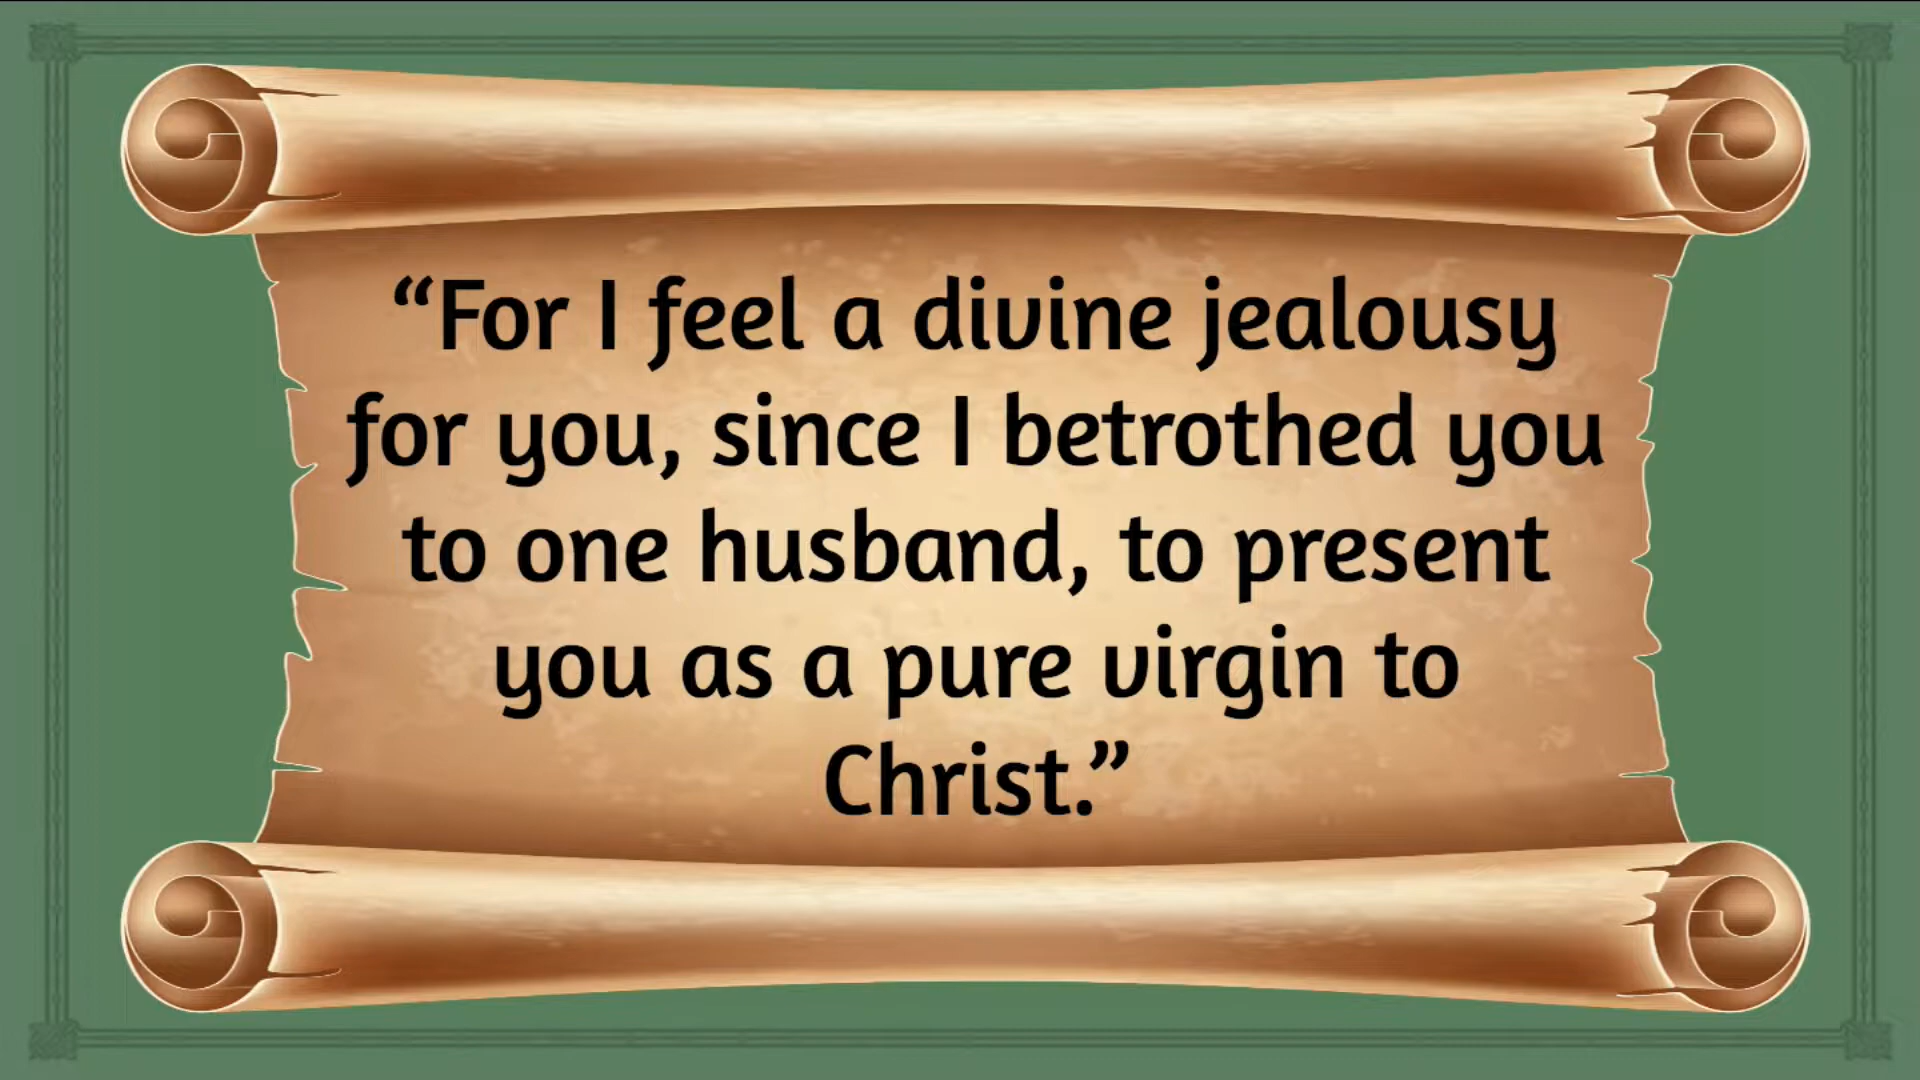 “For I feel a divine jealousy
for you, since I betrothed you
to one husband, to present
you as a pure virgin to
Christ.”